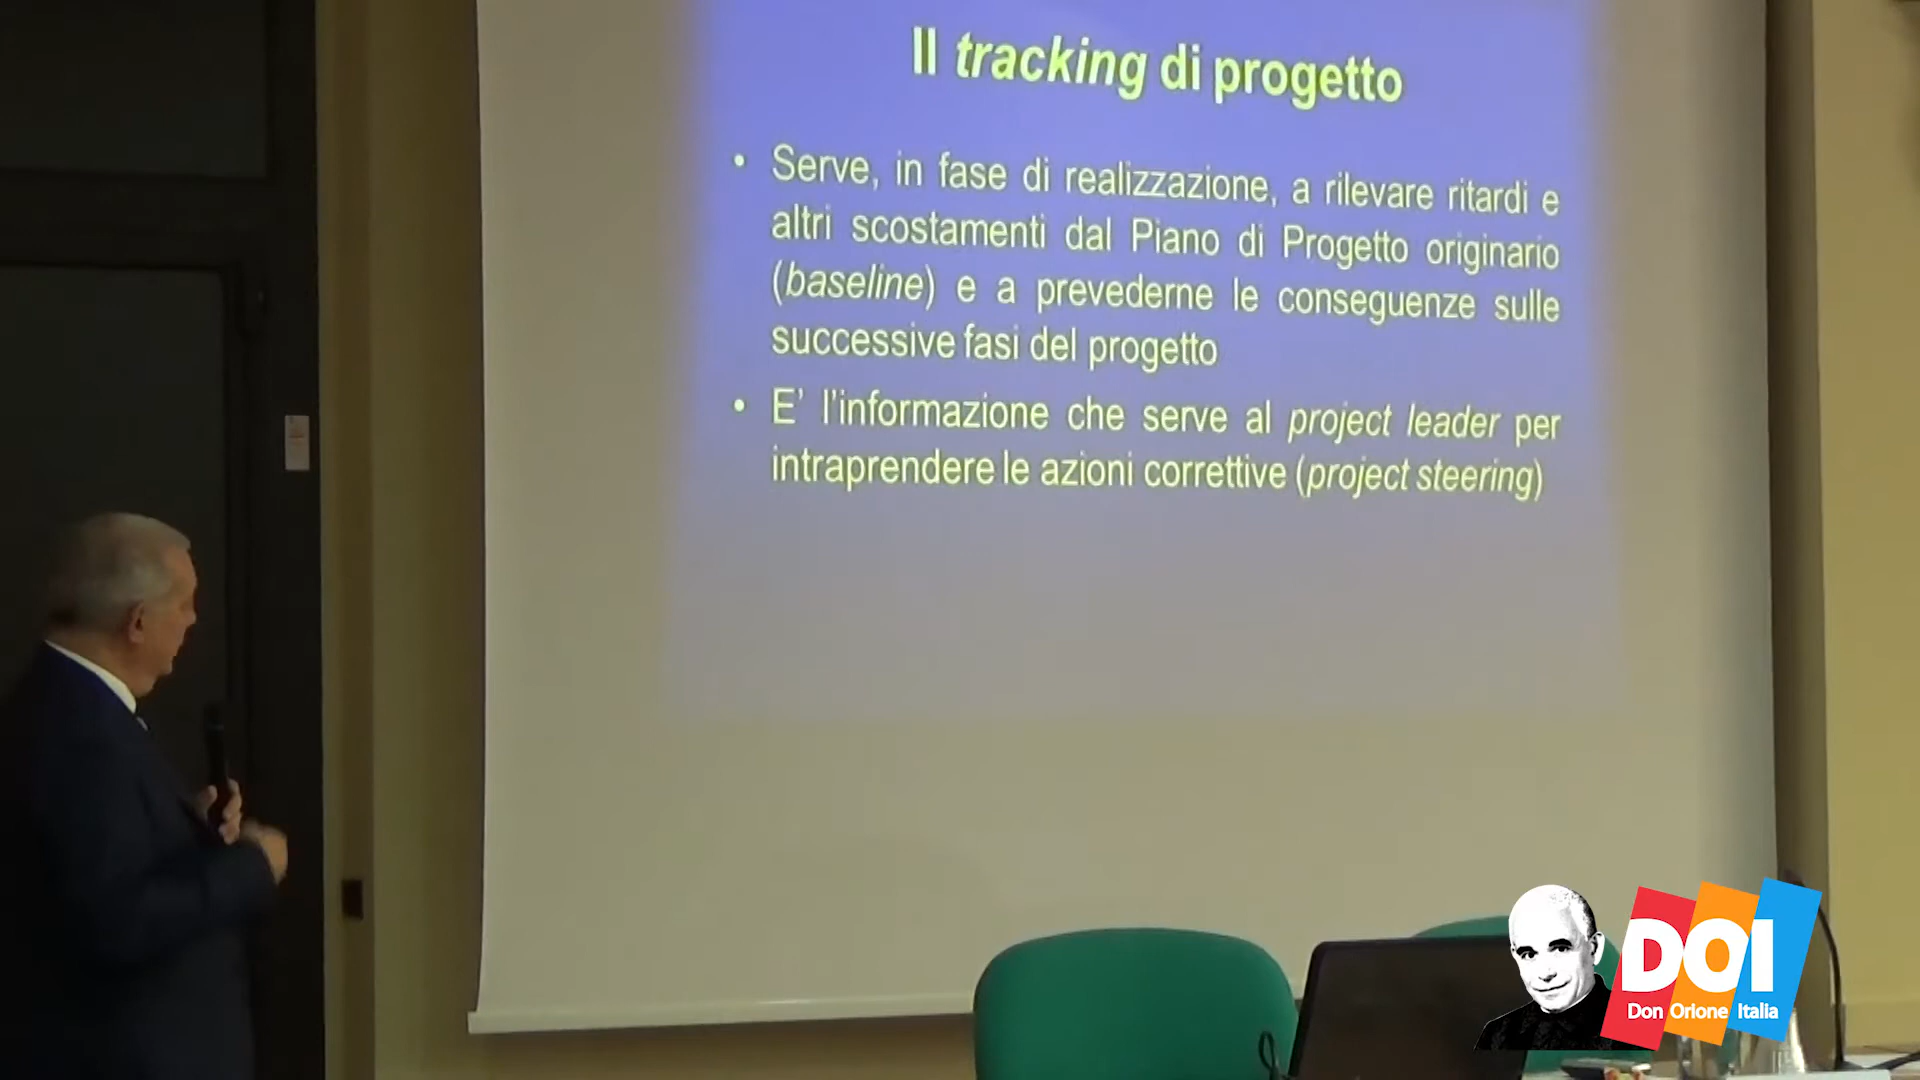 Il tracking di progetto
• Serve, in fase di realizzazione, a rilevare ritardi e
altri scostamenti dal Piano di Progetto originario
(baseline) e a prevederne le conseguenze sulle
successive fasi del progetto
• E' l'informazione che serve al project leader per
intraprendere le azioni correttive (project steering)
DOI
Don Orione Italia